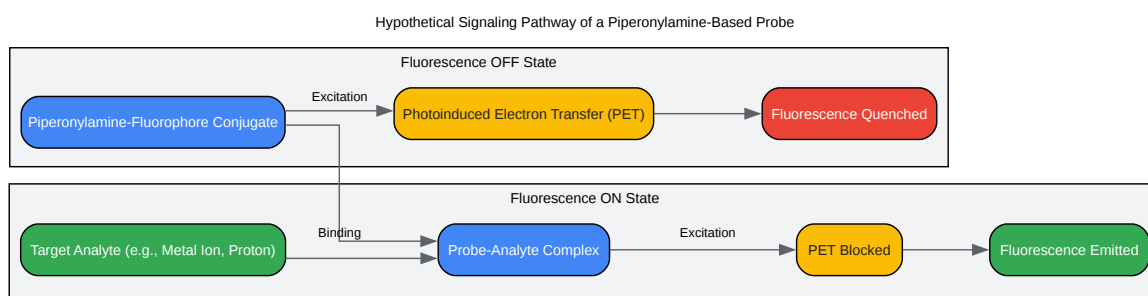 Hypothetical Signaling Pathway of a Piperonylamine-Based Probe
Fluorescence OFF State
Piperonylamine-Fluorophore Conjugate
Excitation
Photoinduced Electron Transfer (PET)
Fluorescence Quenched
Fluorescence ON State
Target Analyte (e.g., Metal Ion, Proton)
Binding
Probe-Analyte Complex
Excitation
PET Blocked
Fluorescence Emitted